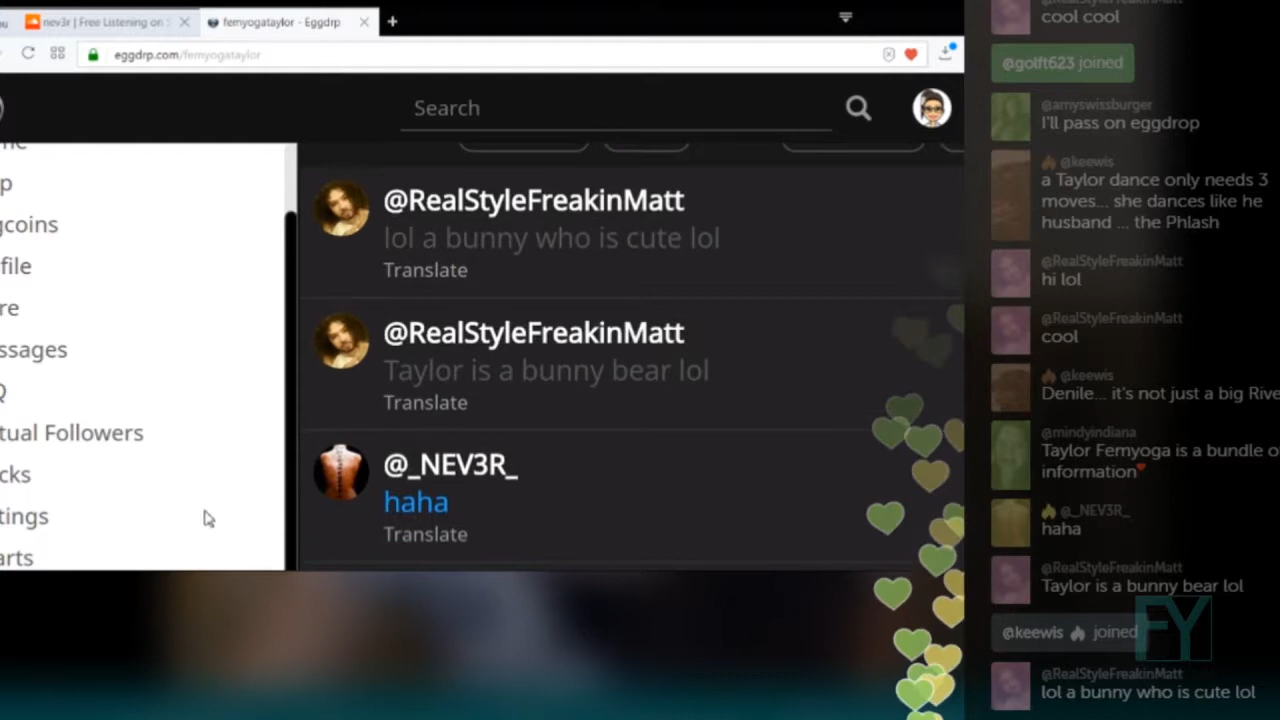 nev3r | Free Listening on S
femyogataylor - Eggdrp
eggdrp.com/femyogataylor
Search
p
gcoins
file
re
ssages
Q
tual Followers
cks
tings
arts
@RealStyleFreakinMatt
lol a bunny who is cute lol
Translate
@RealStyleFreakinMatt
Taylor is a bunny bear lol
Translate
@_NEV3R_
haha
Translate
cool cool
@golft623 joined
@amyswissburger
I'll pass on eggdrop
@keewis
a Taylor dance only needs 3
moves... she dances like he
husband ... the Phlash
@RealStyleFreakinMatt
hi lol
@RealStyleFreakinMatt
cool
@keewis
Denile... it's not just a big Rive
@mindyindiana
Taylor Femyoga is a bundle o
information
@_NEV3R_
haha
@RealStyleFreakinMatt
Taylor is a bunny bear lol
@keewis joined
FY
@RealStyleFreakinMatt
lol a bunny who is cute lol